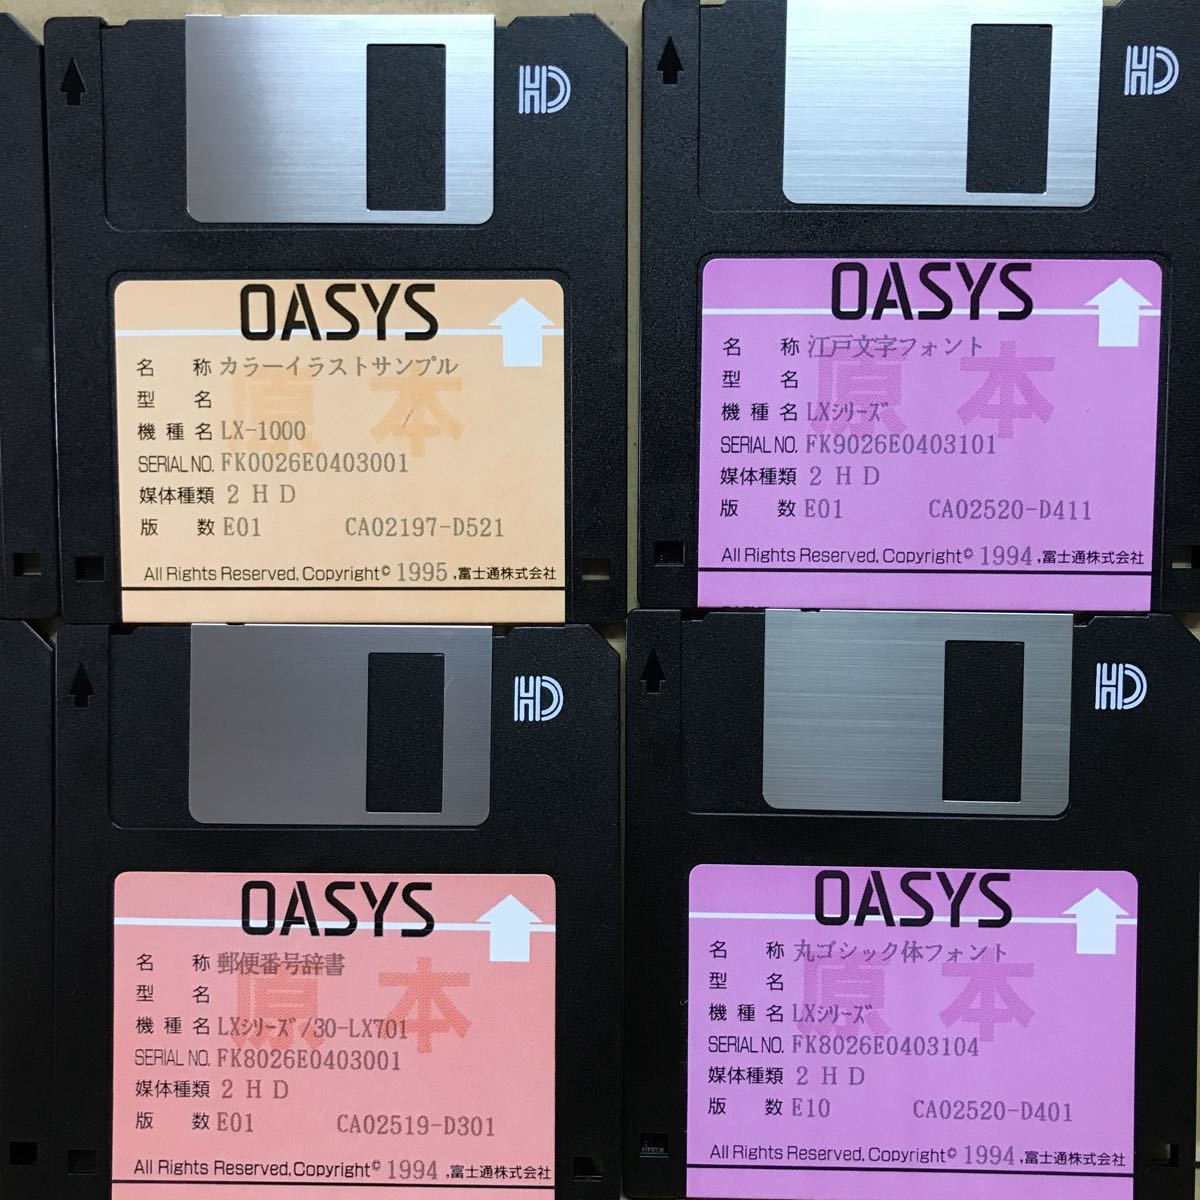 HD
OASYS
原本
名 称 カラーイラストサンプル
型 名
機種名 LX-1000
SERIAL NO. FK0026E0403001
媒体種類 2HD
版 数 E01 CA02197-D521
All Rights Reserved, Copyright© 1995 ,富士通株式会社
HD
OASYS
原本
名 称 江戸文字フォント
型 名
機種名 LXシリーズ
SERIAL NO. FK9026E0403101
媒体種類 2HD
版 数 E01 CA02520-D411
All Rights Reserved, Copyright© 1994 ,富士通株式会社
HD
OASYS
原本
名 称 郵便番号辞書
型 名
機種名 LXシリーズ/30-LX701
SERIAL NO. FK8026E0403001
媒体種類 2HD
版 数 E01 CA02519-D301
All Rights Reserved, Copyright© 1994 ,富士通株式会社
HD
OASYS
原本
名 称 丸ゴシック体フォント
型 名
機種名 LXシリーズ
SERIAL NO. FK8026E0403104
媒体種類 2HD
版 数 E10 CA02520-D401
All Rights Reserved, Copyright© 1994 ,富士通株式会社